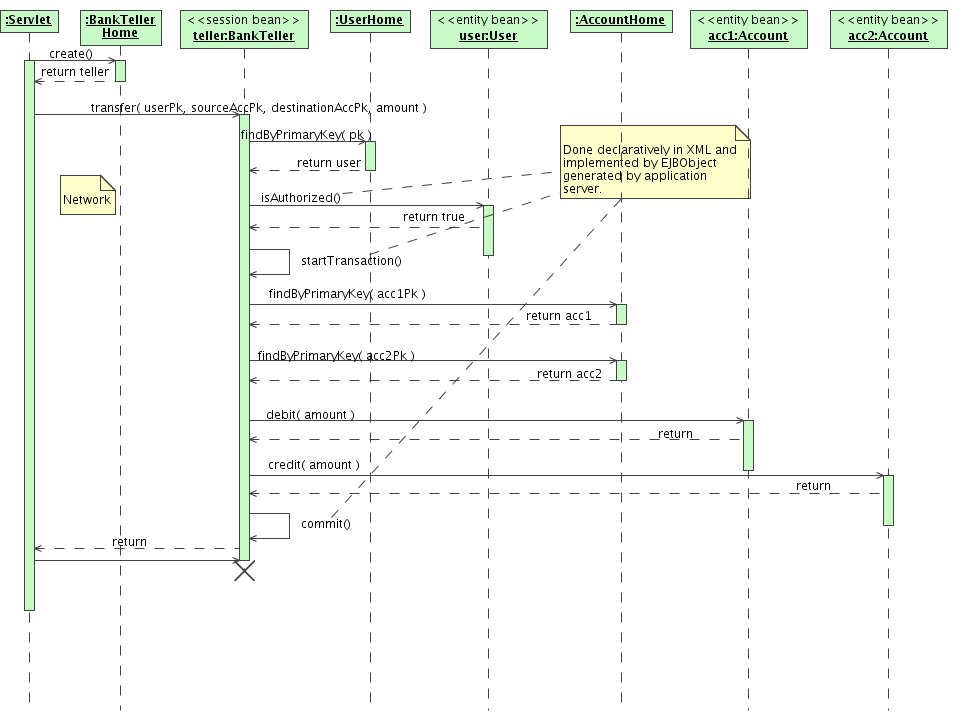 :Servlet
:BankTeller
Home
<<session bean>>
teller:BankTeller
:UserHome
<<entity bean>>
user:User
:AccountHome
<<entity bean>>
acc1:Account
<<entity bean>>
acc2:Account
create()
return teller
transfer( userPk, sourceAccPk, destinationAccPk, amount )
findByPrimaryKey( pk )
return user
Done declaratively in XML and
implemented by EJBObject
generated by application
server.
Network
isAuthorized()
return true
startTransaction()
findByPrimaryKey( acc1Pk )
return acc1
findByPrimaryKey( acc2Pk )
return acc2
debit( amount )
return
credit( amount )
return
commit()
return